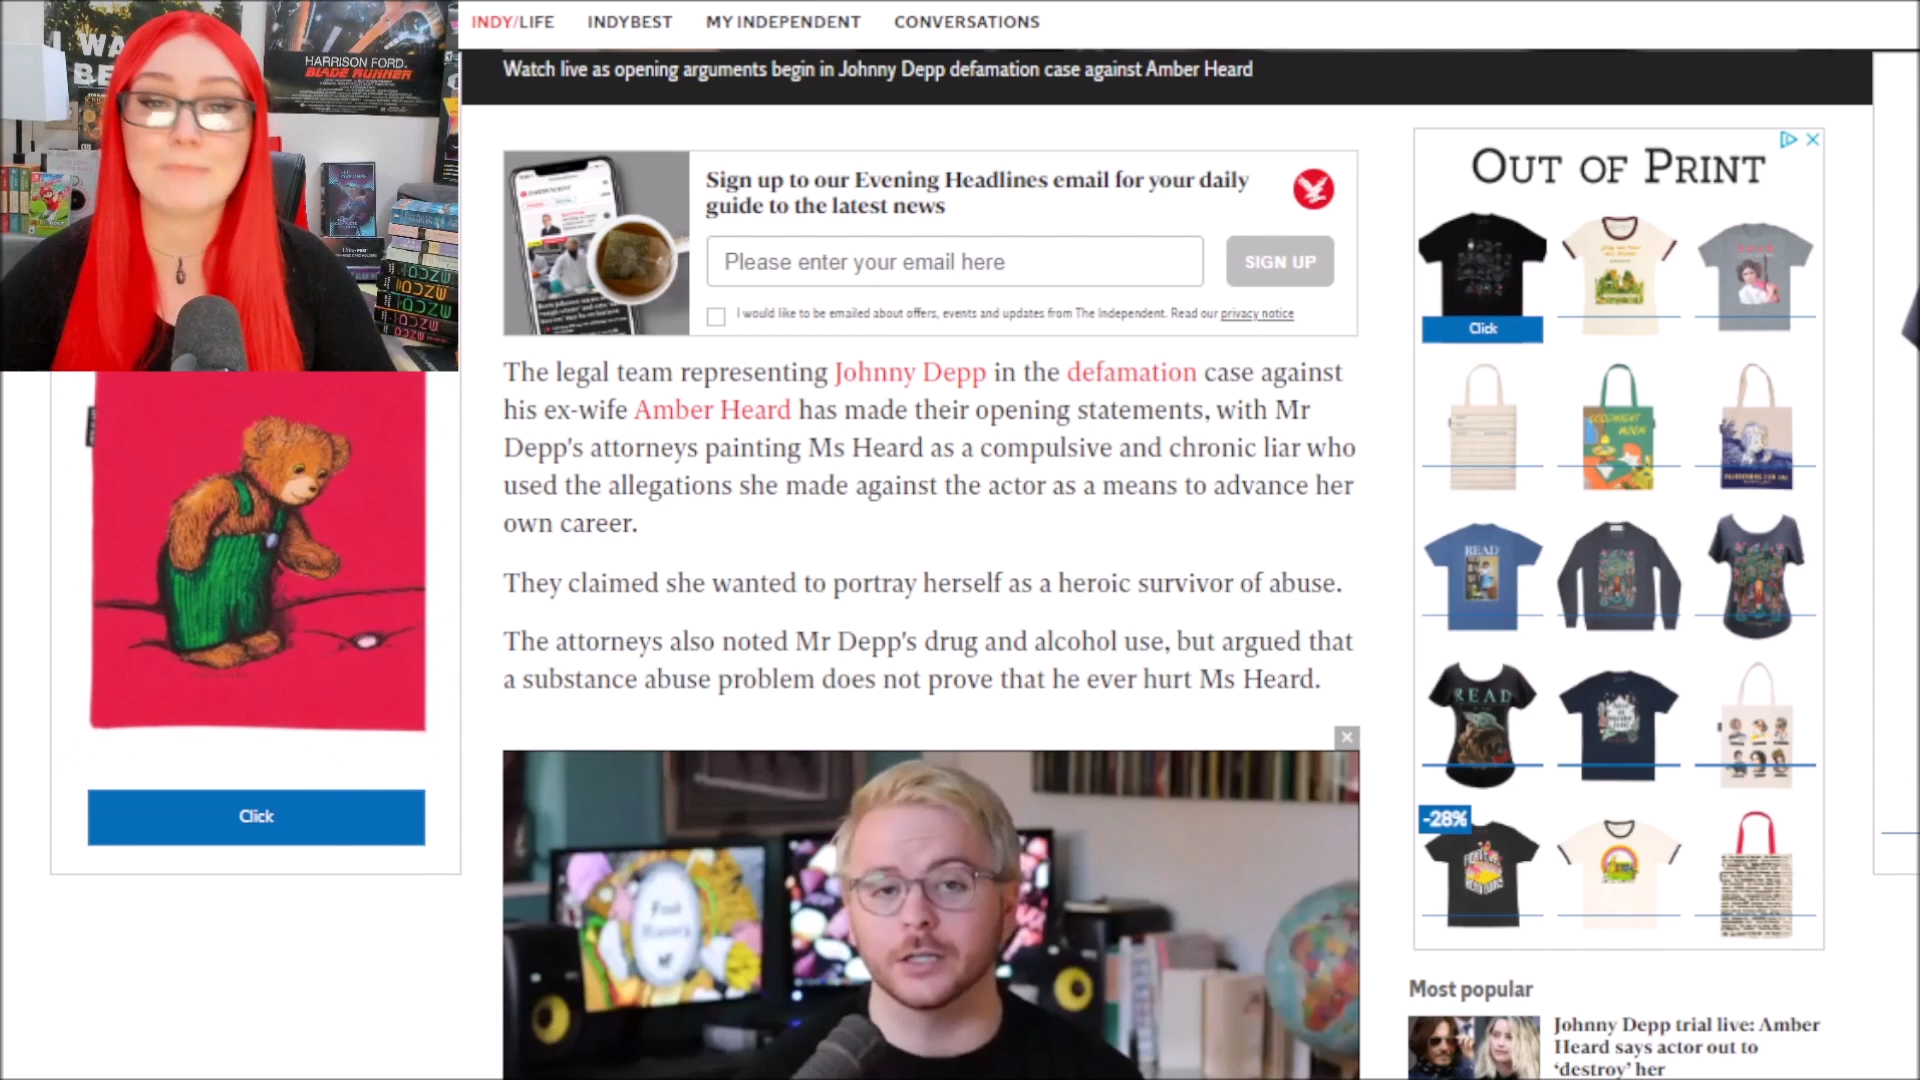 INDY/LIFE INDYBEST MY INDEPENDENT CONVERSATIONS
Watch live as opening arguments begin in Johnny Depp defamation case against Amber Heard
HARRISON FORD
BLADE RUNNER
Sign up to our Evening Headlines email for your daily
guide to the latest news
Please enter your email here
SIGN UP
I would like to be emailed about offers, events and updates from The Independent. Read our privacy notice
The legal team representing Johnny Depp in the defamation case against
his ex-wife Amber Heard has made their opening statements, with Mr
Depp's attorneys painting Ms Heard as a compulsive and chronic liar who
used the allegations she made against the actor as a means to advance her
own career.
They claimed she wanted to portray herself as a heroic survivor of abuse.
The attorneys also noted Mr Depp's drug and alcohol use, but argued that
a substance abuse problem does not prove that he ever hurt Ms Heard.
Click
OUT OF PRINT
Click
GOODNIGHT
MOON
READ
READ
-28%
Most popular
Johnny Depp trial live: Amber
Heard says actor out to
'destroy' her